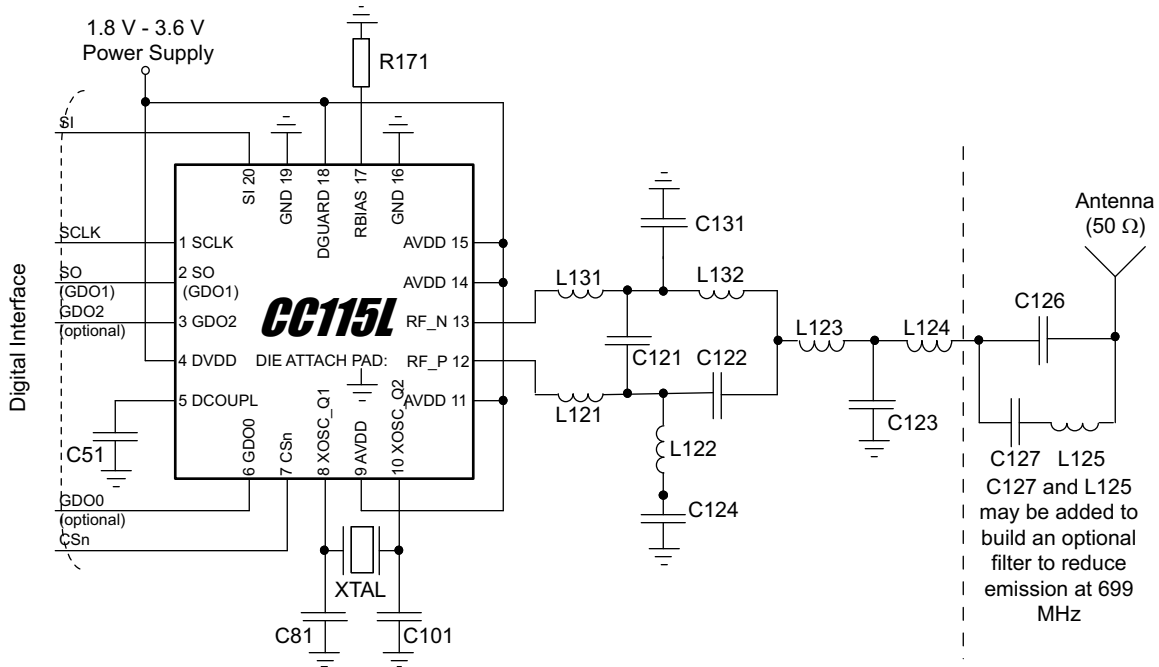 1.8 V - 3.6 V
Power Supply
R171
SI
SI 20
GND 19
DGUARD 18
RBIAS 17
GND 16
Digital Interface
SCLK
1 SCLK
SO
(GDO1)
2 SO
(GDO1)
GDO2
(optional)
3 GDO2
4 DVDD
5 DCOUPL
CC115L
DIE ATTACH PAD:
AVDD 15
AVDD 14
RF_N 13
RF_P 12
AVDD 11
6 GDO0
7 CSn
8 XOSC_Q1
9 AVDD
10 XOSC_Q2
C51
GDO0
(optional)
CSn
XTAL
C81
C101
C131
L131
L132
C121
C122
L121
L122
C124
L123
L124
C123
Antenna
(50 Ω)
C126
C127
L125
C127 and L125
may be added to
build an optional
filter to reduce
emission at 699
MHz